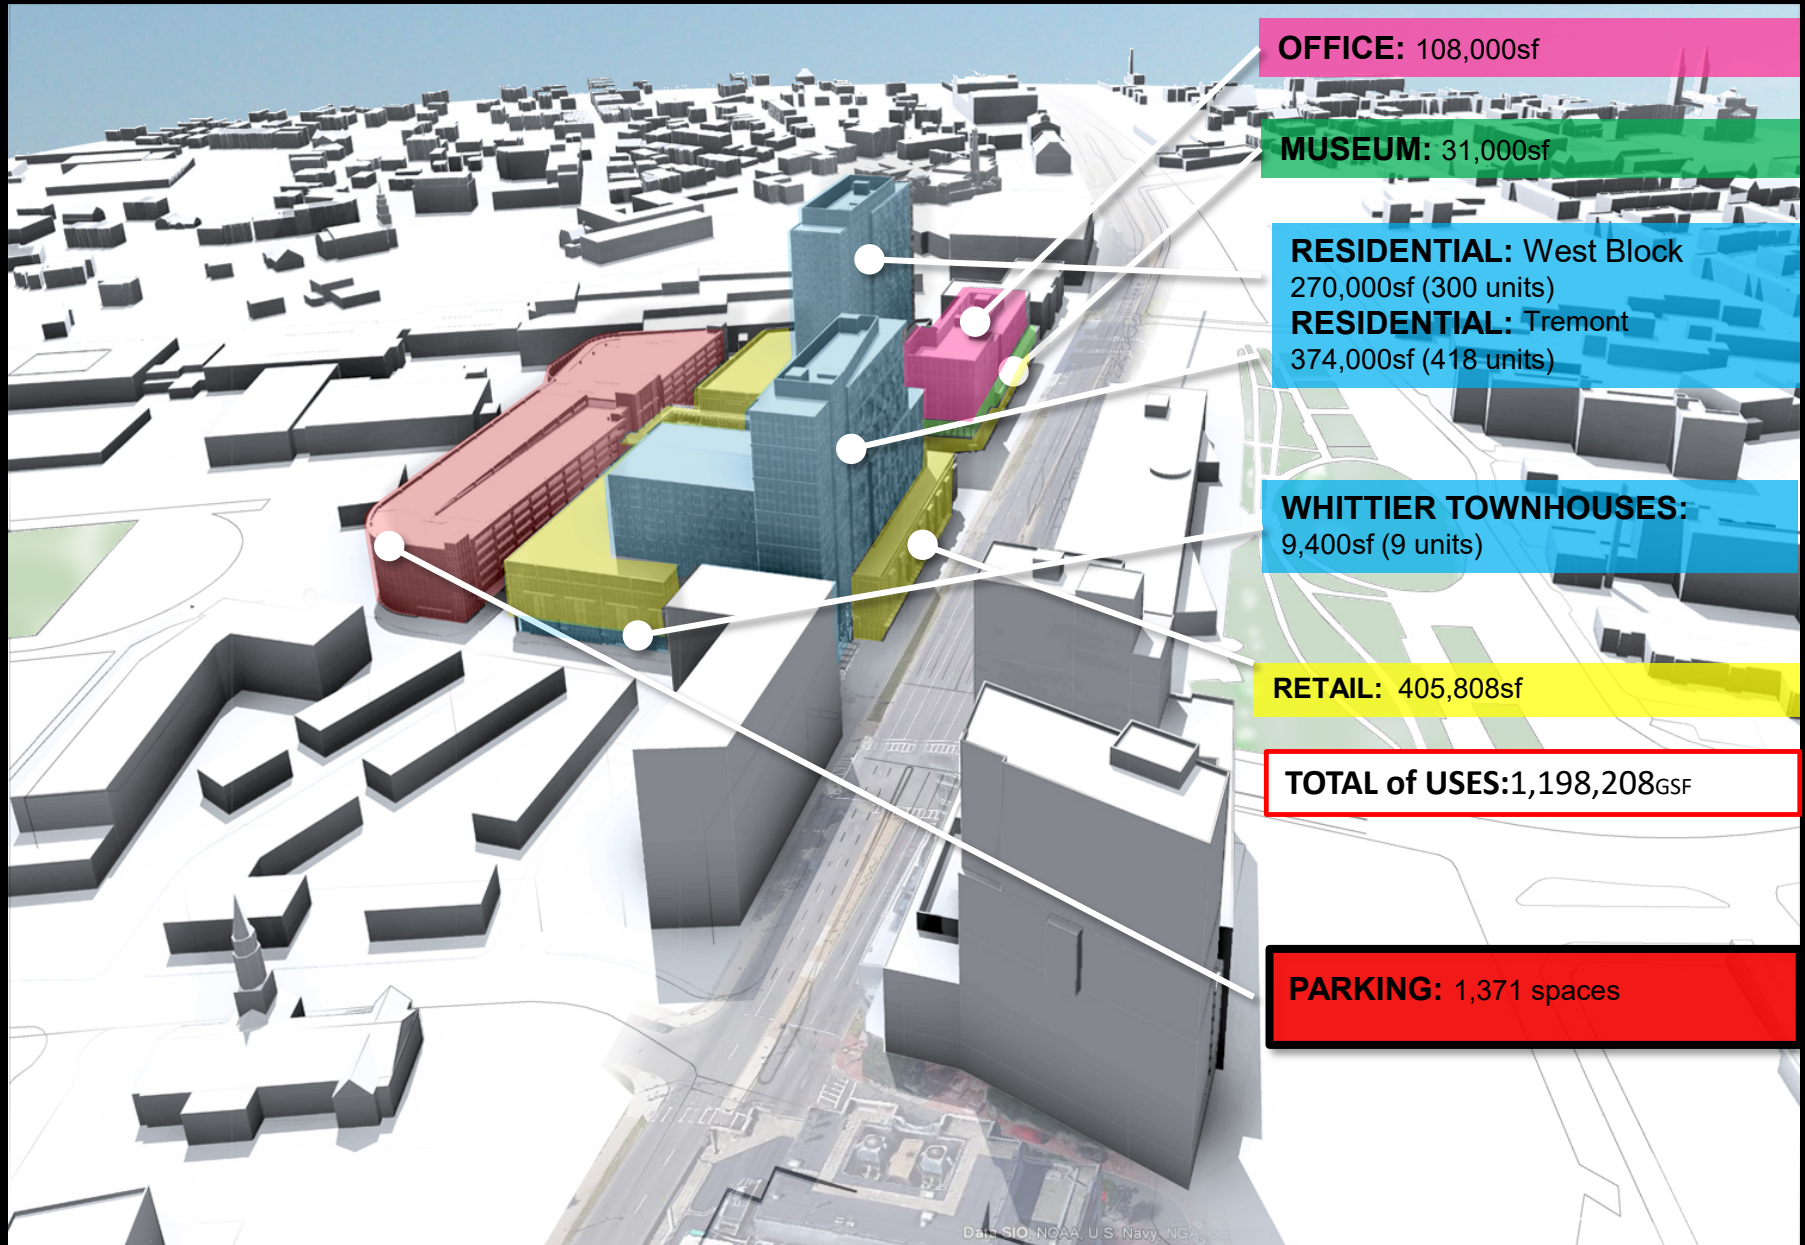 OFFICE: 108,000sf
MUSEUM: 31,000sf
RESIDENTIAL: West Block
270,000sf (300 units)
RESIDENTIAL: Tremont
374,000sf (418 units)
WHITTIER TOWNHOUSES:
9,400sf (9 units)
RETAIL: 405,808sf
TOTAL of USES:1,198,208GSF
PARKING: 1,371 spaces
Data SIO, NOAA, U.S. Navy, NGA,